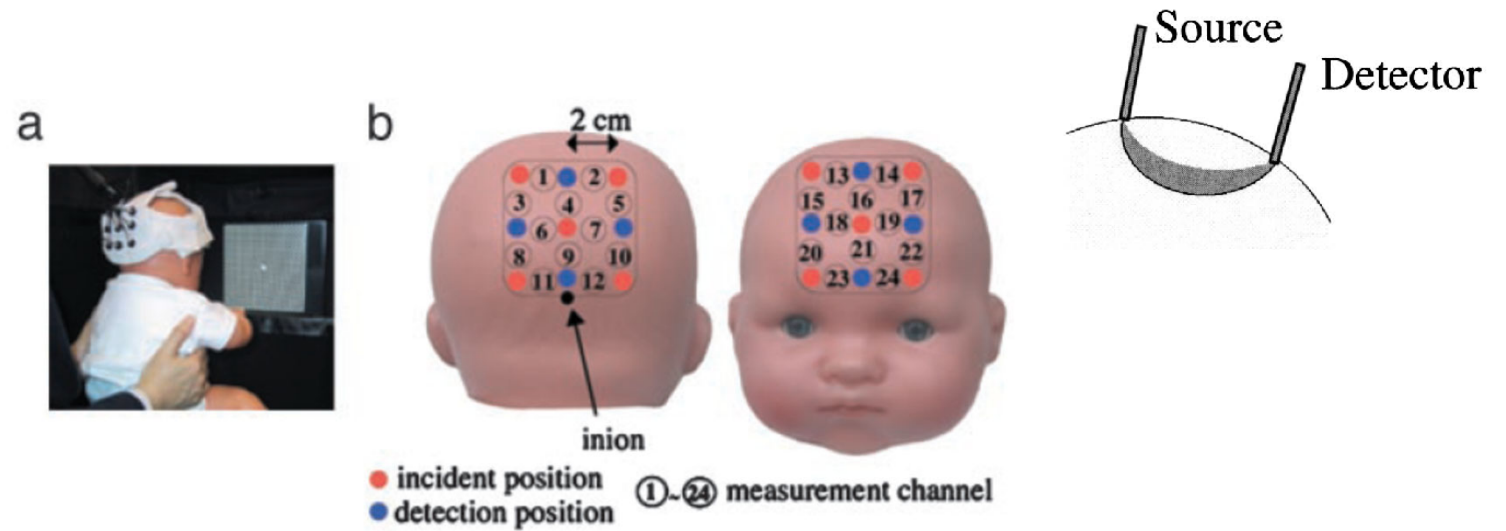 Source
Detector
a
b
2 cm
1 2
3 4 5
6 7
8 9 10
11 12
13 14
15 16 17
18 19
20 21 22
23 24
inion
incident position
detection position
1~24 measurement channel